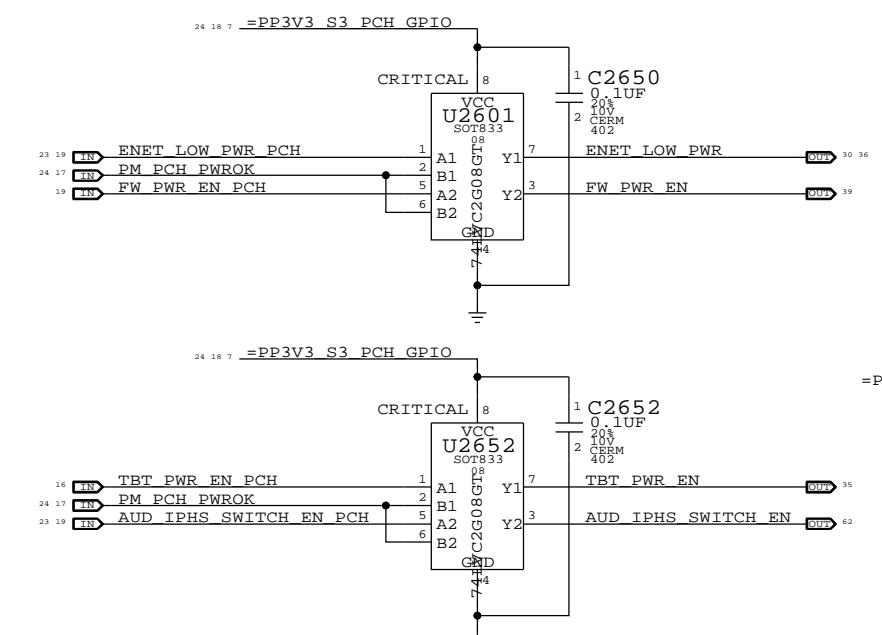 24 18 7 =PP3V3_S3_PCH_GPIO
CRITICAL 8
1 C2650
0.1UF
20%
10V
2 CERM
402
VCC
U2601
SOT833
08
74LVC2G08GT
23 19 IN ENET_LOW_PWR_PCH 1 A1 Y1 7 ENET_LOW_PWR OUT 30 36
24 17 IN PM_PCH_PWROK 2 B1
19 IN FW_PWR_EN_PCH 5 A2 Y2 3 FW_PWR_EN OUT 39
6 B2
GND
4
24 18 7 =PP3V3_S3_PCH_GPIO
=P
CRITICAL 8
1 C2652
0.1UF
20%
10V
2 CERM
402
VCC
U2652
SOT833
08
74LVC2G08GT
16 IN TBT_PWR_EN_PCH 1 A1 Y1 7 TBT_PWR_EN OUT 35
24 17 IN PM_PCH_PWROK 2 B1
23 19 IN AUD_IPHS_SWITCH_EN_PCH 5 A2 Y2 3 AUD_IPHS_SWITCH_EN OUT 62
6 B2
GND
4